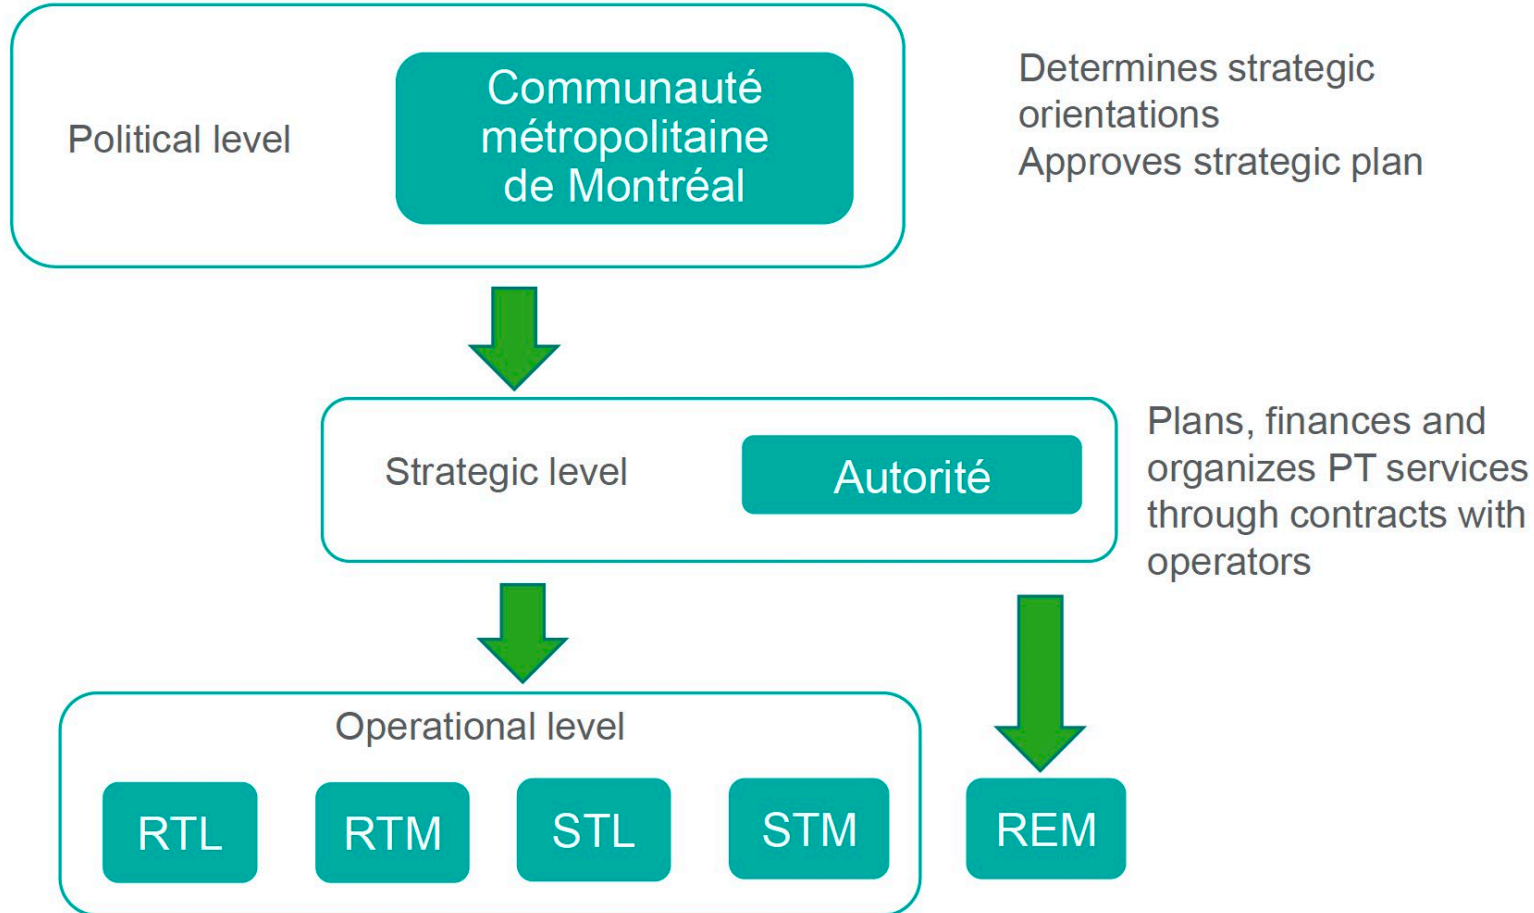 Political level
Communauté
métropolitaine
de Montréal
Determines strategic
orientations
Approves strategic plan
Strategic level
Autorité
Plans, finances and
organizes PT services
through contracts with
operators
Operational level
RTL
RTM
STL
STM
REM